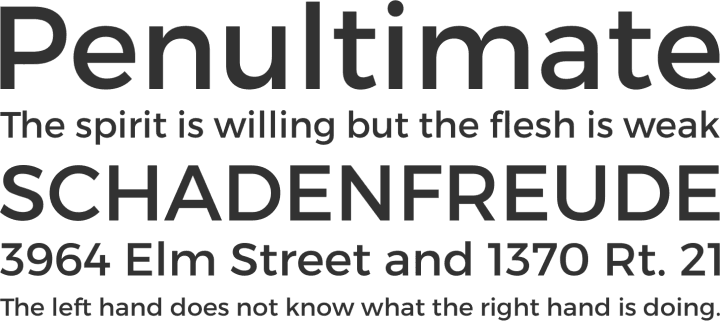 Penultimate
The spirit is willing but the flesh is weak
SCHADENFREUDE
3964 Elm Street and 1370 Rt. 21
The left hand does not know what the right hand is doing.